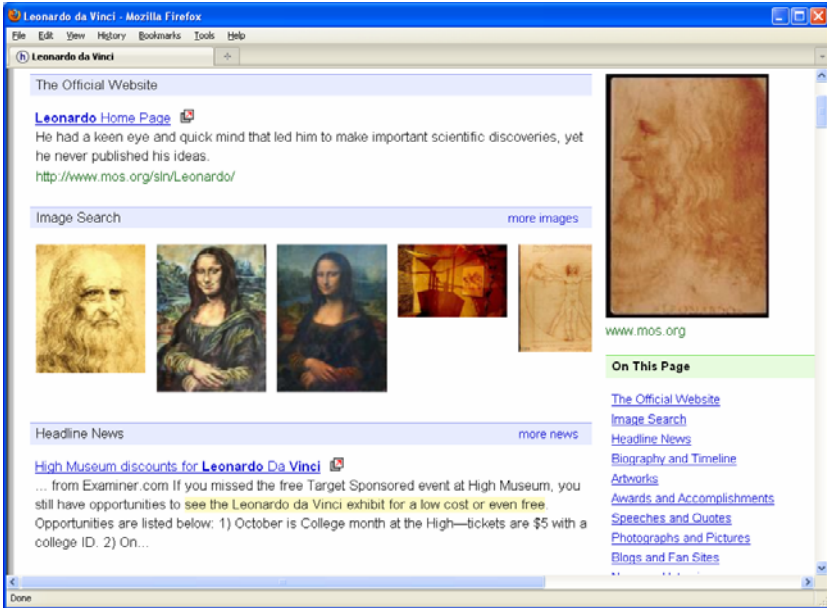 Leonardo da Vinci - Mozilla Firefox
File Edit View History Bookmarks Tools Help
Leonardo da Vinci
The Official Website
Leonardo Home Page
He had a keen eye and quick mind that led him to make important scientific discoveries, yet
he never published his ideas.
http://www.mos.org/sln/Leonardo/
Image Search more images
Headline News more news
High Museum discounts for Leonardo Da Vinci
... from Examiner.com If you missed the free Target Sponsored event at High Museum, you
still have opportunities to see the Leonardo da Vinci exhibit for a low cost or even free.
Opportunities are listed below: 1) October is College month at the High—tickets are $5 with a
college ID. 2) On...
www.mos.org
On This Page
The Official Website
Image Search
Headline News
Biography and Timeline
Artworks
Awards and Accomplishments
Speeches and Quotes
Photographs and Pictures
Blogs and Fan Sites
Done